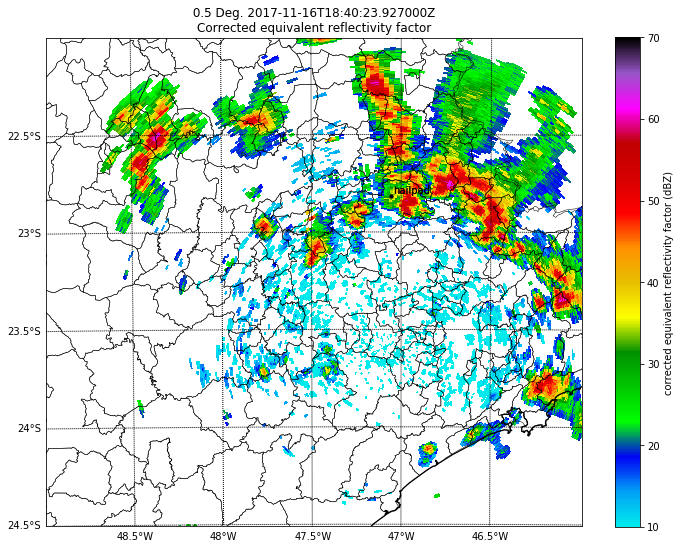 0.5 Deg. 2017-11-16T18:40:23.927000Z
Corrected equivalent reflectivity factor
22.5°S
23°S
23.5°S
24°S
24.5°S
48.5°W
48°W
47.5°W
47°W
46.5°W
hailpad
70
60
50
40
30
20
10
corrected equivalent reflectivity factor (dBZ)